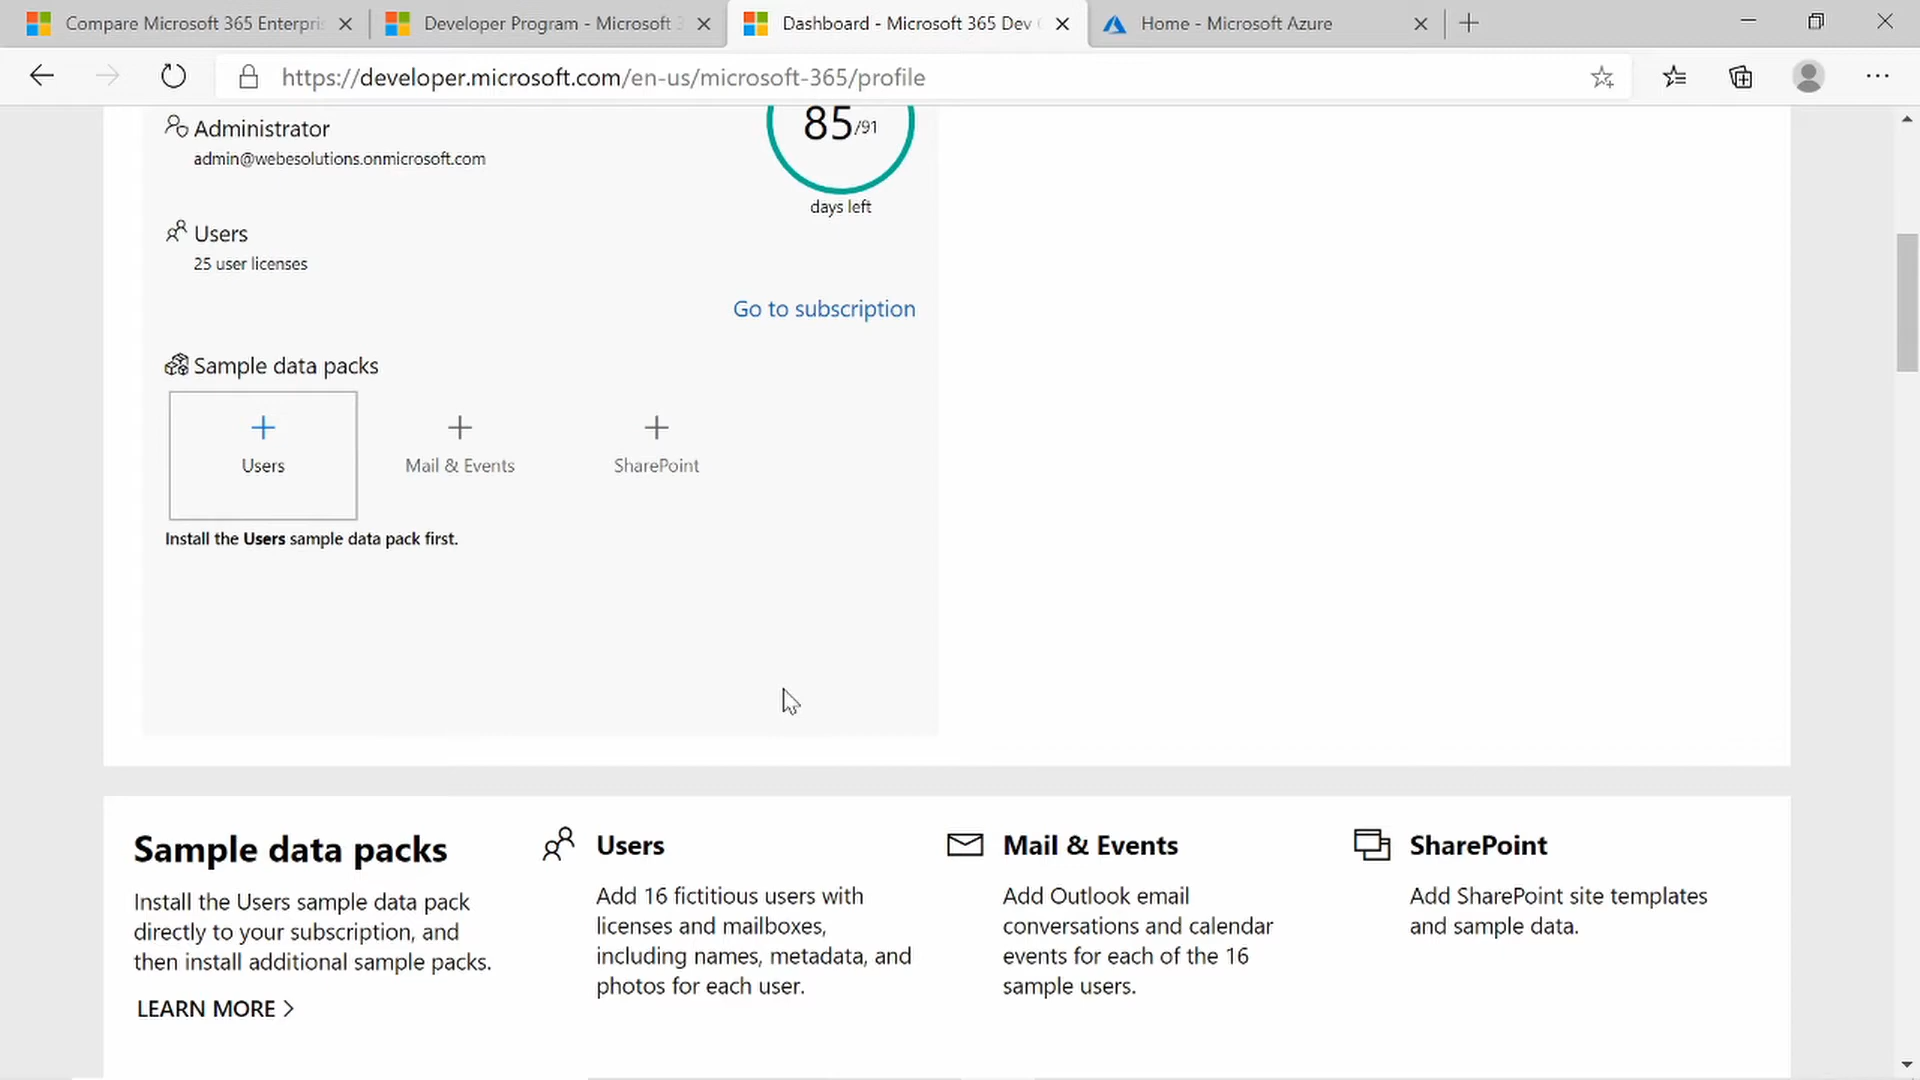 Compare Microsoft 365 Enterpri
Developer Program - Microsoft 3
Dashboard - Microsoft 365 Dev
Home - Microsoft Azure
https://developer.microsoft.com/en-us/microsoft-365/profile
Administrator
admin@webesolutions.onmicrosoft.com
85/91
days left
Users
25 user licenses
Go to subscription
Sample data packs
Users
Mail & Events
SharePoint
Install the Users sample data pack first.
Sample data packs
Install the Users sample data pack
directly to your subscription, and
then install additional sample packs.
LEARN MORE
Users
Add 16 fictitious users with
licenses and mailboxes,
including names, metadata, and
photos for each user.
Mail & Events
Add Outlook email
conversations and calendar
events for each of the 16
sample users.
SharePoint
Add SharePoint site templates
and sample data.